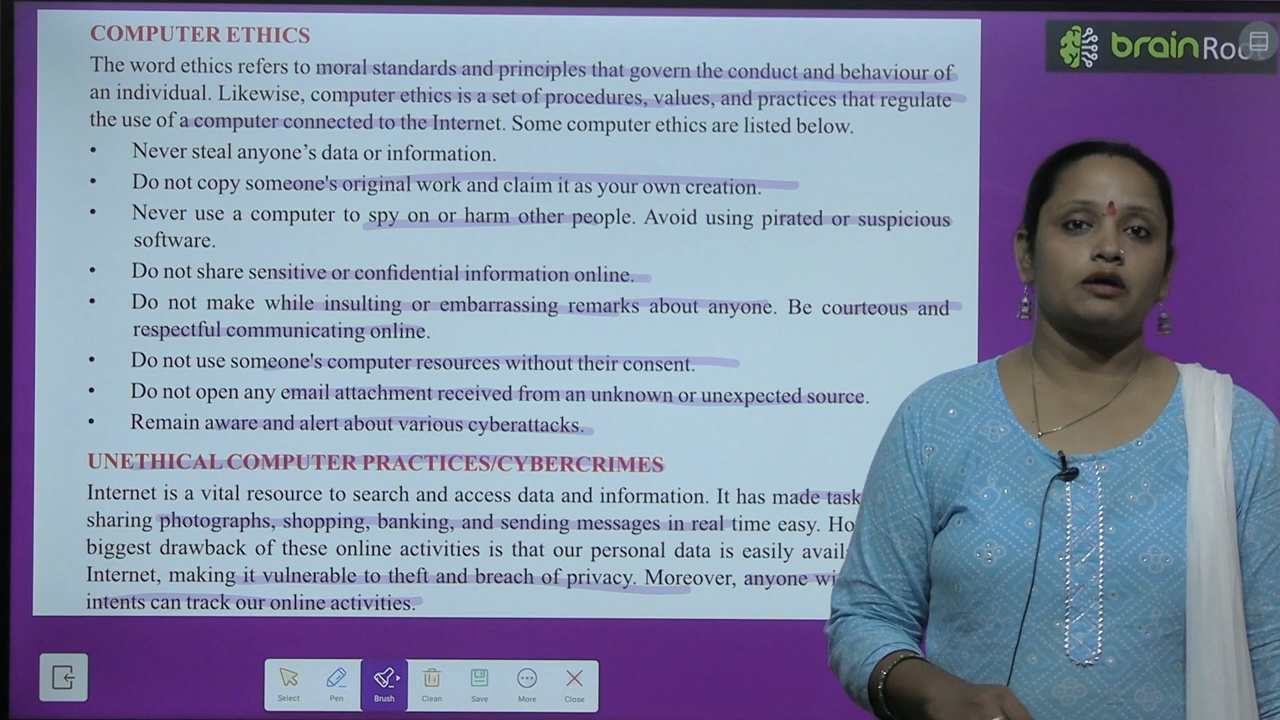 COMPUTER ETHICS
The word ethics refers to moral standards and principles that govern the conduct and behaviour of
an individual. Likewise, computer ethics is a set of procedures, values, and practices that regulate
the use of a computer connected to the Internet. Some computer ethics are listed below.
• Never steal anyone's data or information.
• Do not copy someone's original work and claim it as your own creation.
• Never use a computer to spy on or harm other people. Avoid using pirated or suspicious
software.
• Do not share sensitive or confidential information online.
• Do not make while insulting or embarrassing remarks about anyone. Be courteous and
respectful communicating online.
• Do not use someone's computer resources without their consent.
• Do not open any email attachment received from an unknown or unexpected source.
• Remain aware and alert about various cyberattacks.
UNETHICAL COMPUTER PRACTICES/CYBERCRIMES
Internet is a vital resource to search and access data and information. It has made task
sharing photographs, shopping, banking, and sending messages in real time easy. Ho
biggest drawback of these online activities is that our personal data is easily avail
Internet, making it vulnerable to theft and breach of privacy. Moreover, anyone wi
intents can track our online activities.
brain Roo
Select
Pen
Brush
Clean
Save
More
Close